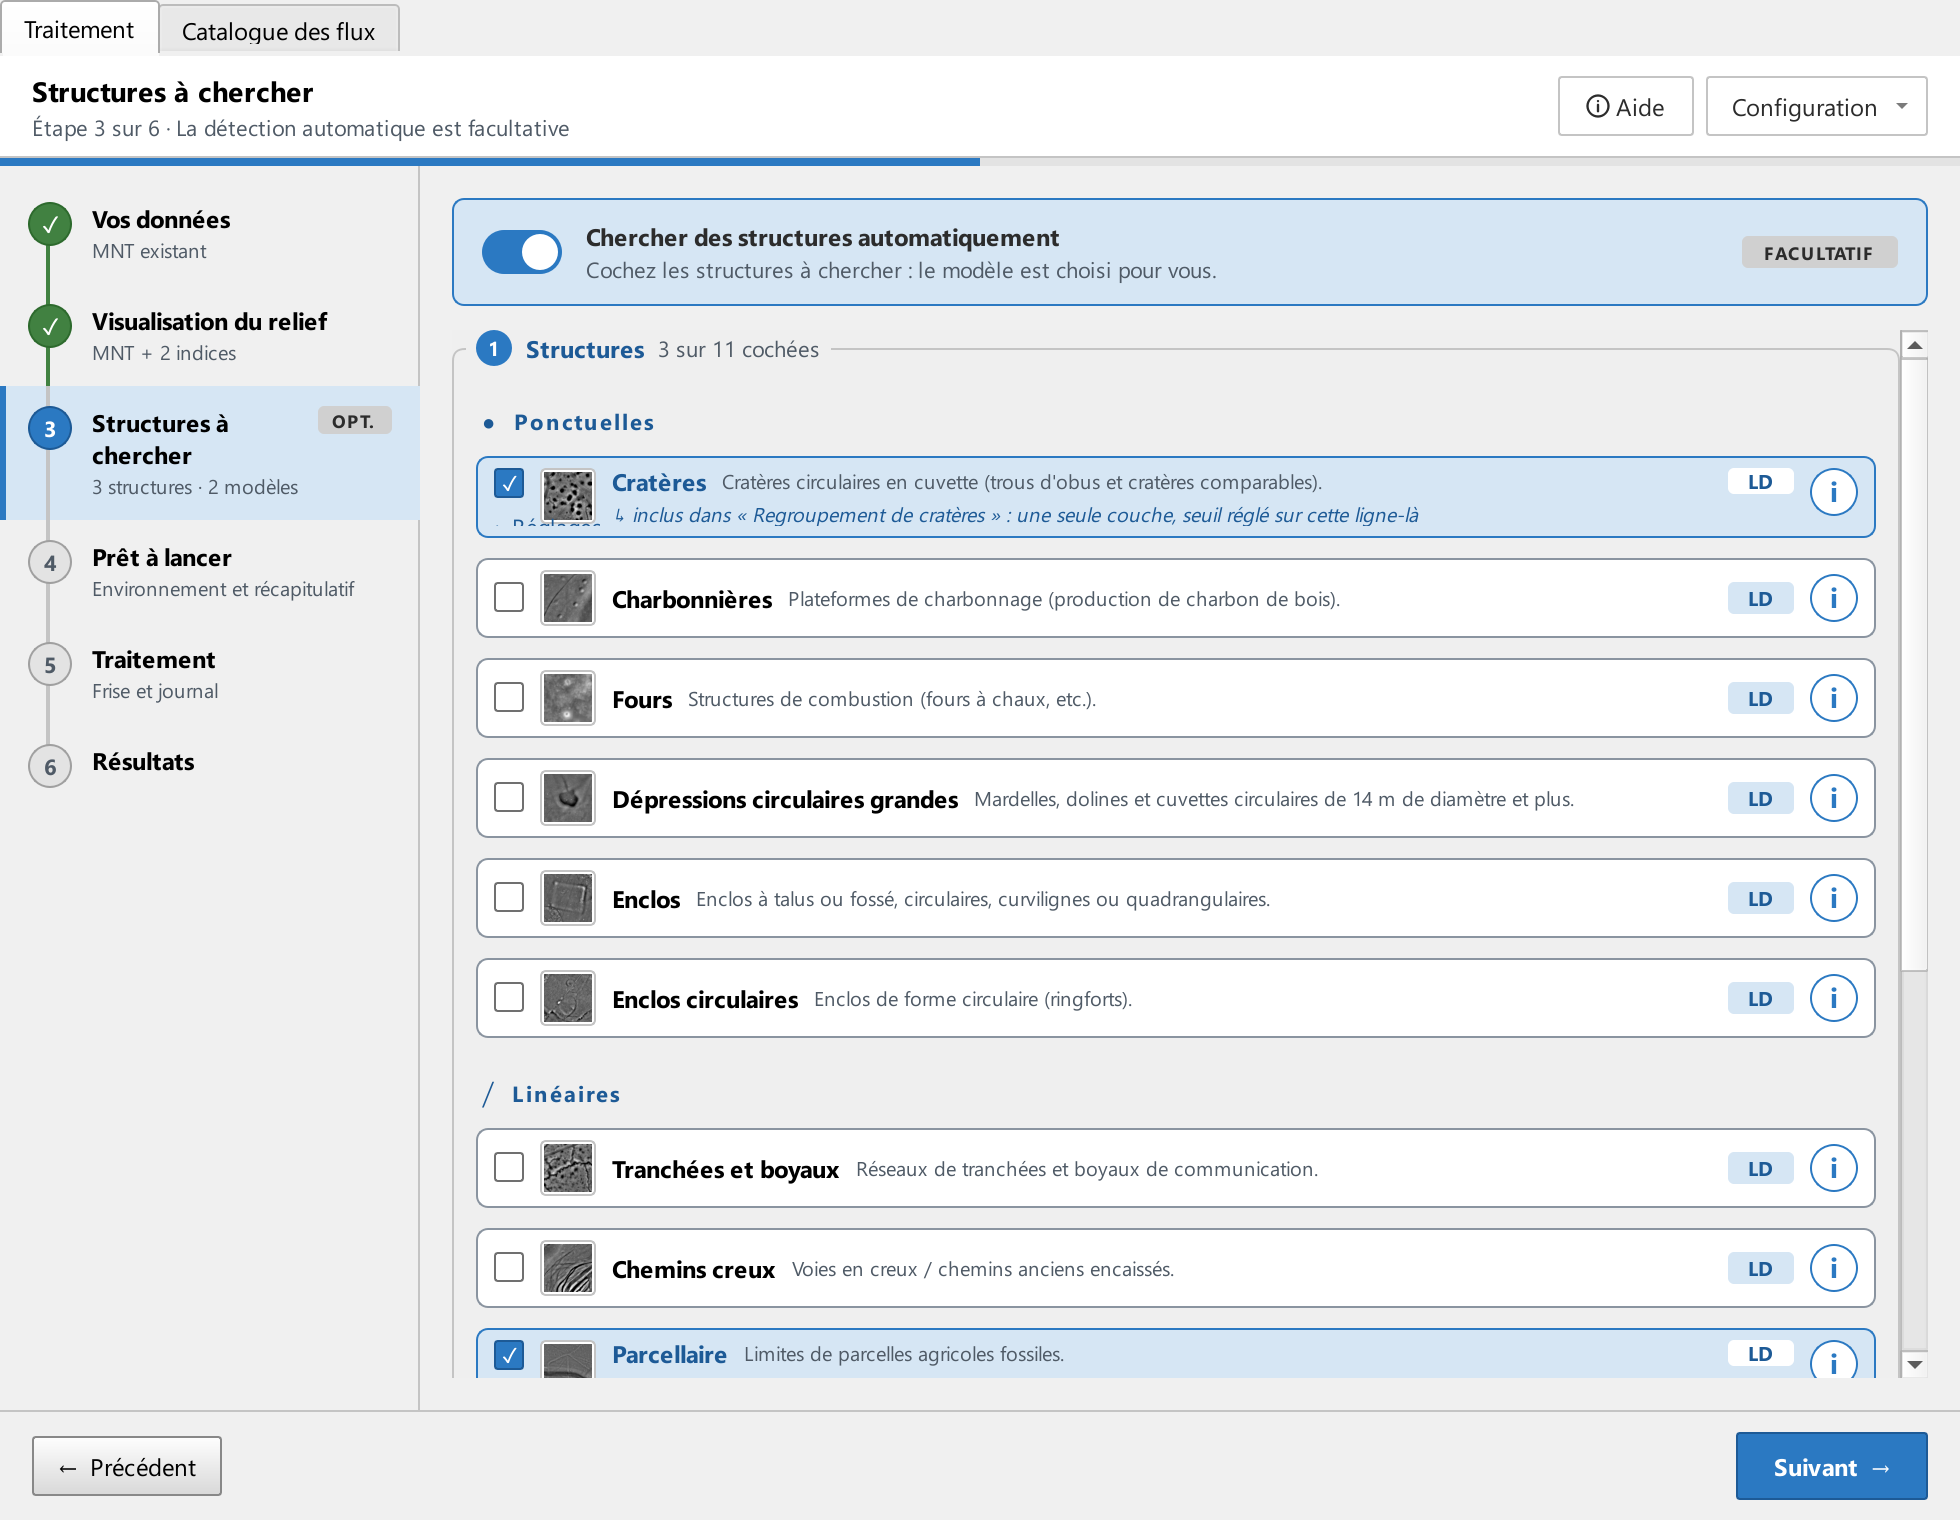 Traitement
Catalogue des flux
Structures à chercher
Étape 3 sur 6 · La détection automatique est facultative
Aide
Configuration
✓
Vos données
MNT existant
✓
Visualisation du relief
MNT + 2 indices
3
Structures à
chercher
OPT.
3 structures · 2 modèles
4
Prêt à lancer
Environnement et récapitulatif
5
Traitement
Frise et journal
6
Résultats
Chercher des structures automatiquement
Cochez les structures à chercher : le modèle est choisi pour vous.
FACULTATIF
1 Structures 3 sur 11 cochées
• Ponctuelles
Cratères Cratères circulaires en cuvette (trous d'obus et cratères comparables). LD i
↳ inclus dans « Regroupement de cratères » : une seule couche, seuil réglé sur cette ligne-là
Charbonnières Plateformes de charbonnage (production de charbon de bois). LD i
Fours Structures de combustion (fours à chaux, etc.). LD i
Dépressions circulaires grandes Mardelles, dolines et cuvettes circulaires de 14 m de diamètre et plus. LD i
Enclos Enclos à talus ou fossé, circulaires, curvilignes ou quadrangulaires. LD i
Enclos circulaires Enclos de forme circulaire (ringforts). LD i
/ Linéaires
Tranchées et boyaux Réseaux de tranchées et boyaux de communication. LD i
Chemins creux Voies en creux / chemins anciens encaissés. LD i
Parcellaire Limites de parcelles agricoles fossiles. LD i
← Précédent
Suivant →